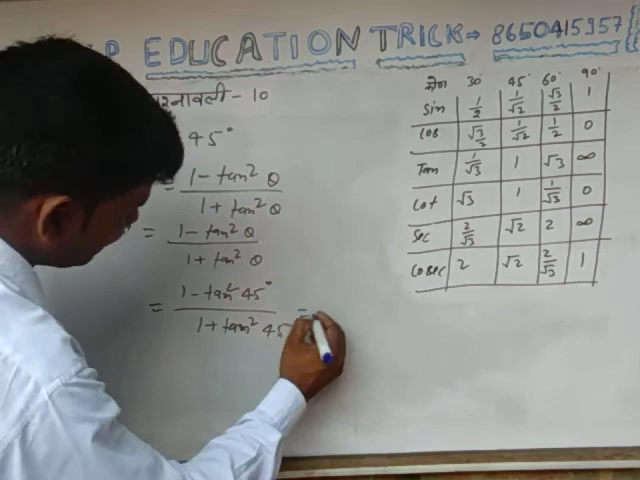 P EDUCATION TRICK → 8650415957
रनावली - 10
45°
= 1 - tan² θ
1 + tan² θ
= 1 - tan² θ
1 + tan² θ
= 1 - tan² 45° =
1 + tan² 45
कोण 30° 45° 60° 90°
Sin 1/2 1/√2 √3/2 1
Cos √3/2 1/√2 1/2 0
Tan 1/√3 1 √3 ∞
Cot √3 1 1/√3 0
Sec 2/√3 √2 2 ∞
Cosec 2 √2 2/√3 1